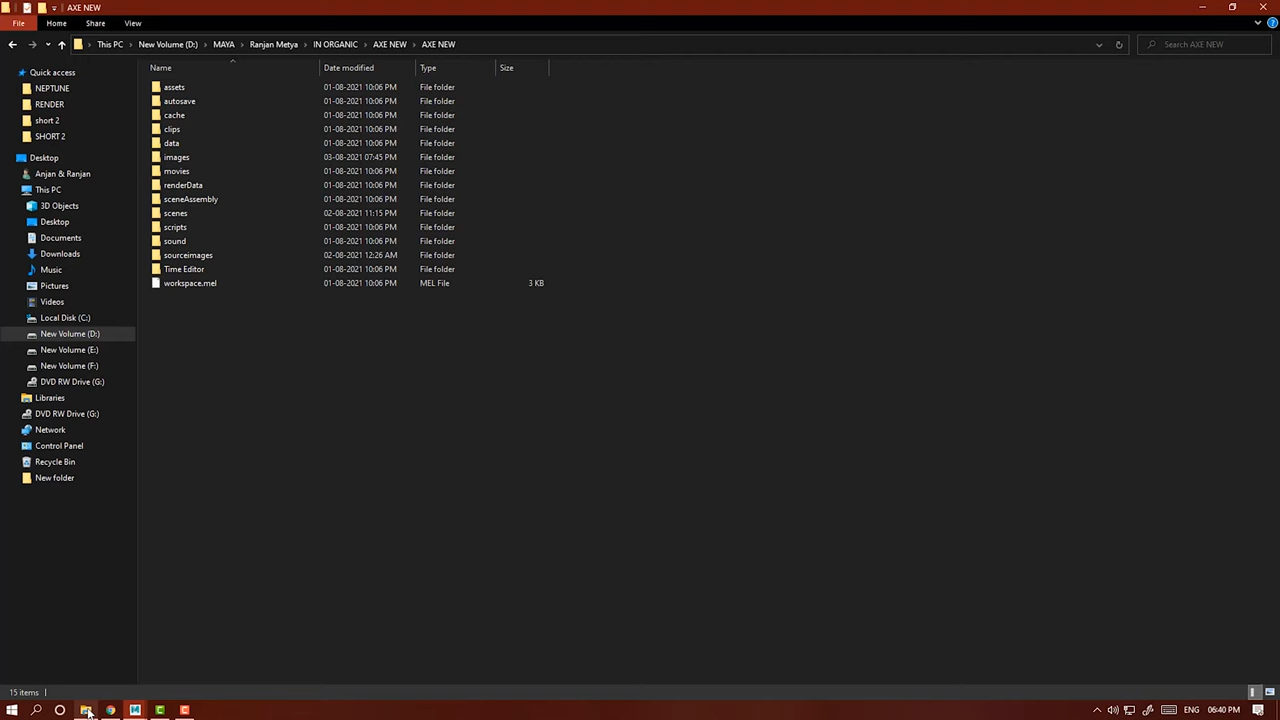 AXE NEW
File Home Share View
This PC New Volume (D:) MAYA Ranjan Metya IN ORGANIC AXE NEW AXE NEW Search AXE NEW
Name Date modified Type Size
Quick access
NEPTUNE
RENDER
short 2
SHORT 2
Desktop
Anjan & Ranjan
This PC
3D Objects
Desktop
Documents
Downloads
Music
Pictures
Videos
Local Disk (C:)
New Volume (D:)
New Volume (E:)
New Volume (F:)
DVD RW Drive (G:)
Libraries
DVD RW Drive (G:)
Network
Control Panel
Recycle Bin
New folder
assets 01-08-2021 10:06 PM File folder
autosave 01-08-2021 10:06 PM File folder
cache 01-08-2021 10:06 PM File folder
clips 01-08-2021 10:06 PM File folder
data 01-08-2021 10:06 PM File folder
images 03-08-2021 07:45 PM File folder
movies 01-08-2021 10:06 PM File folder
renderData 01-08-2021 10:06 PM File folder
sceneAssembly 01-08-2021 10:06 PM File folder
scenes 02-08-2021 11:15 PM File folder
scripts 01-08-2021 10:06 PM File folder
sound 01-08-2021 10:06 PM File folder
sourceimages 02-08-2021 12:26 AM File folder
Time Editor 01-08-2021 10:06 PM File folder
workspace.mel 01-08-2021 10:06 PM MEL File 3 KB
15 items
ENG 06:40 PM